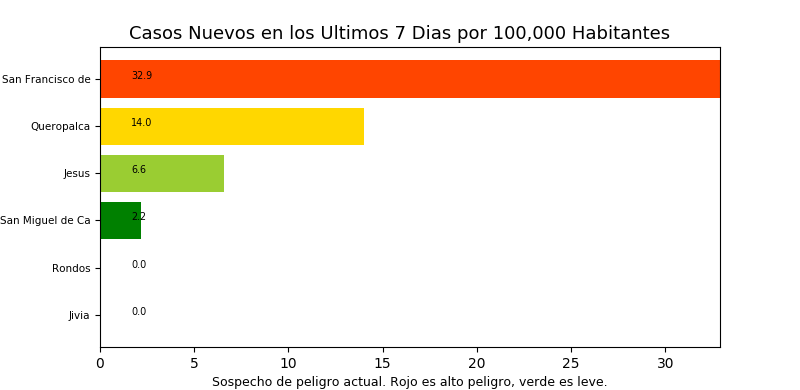 Casos Nuevos en los Ultimos 7 Dias por 100,000 Habitantes
San Francisco de 32.9
Queropalca 14.0
Jesus 6.6
San Miguel de Ca 2.2
Rondos 0.0
Jivia 0.0
0 5 10 15 20 25 30
Sospecho de peligro actual. Rojo es alto peligro, verde es leve.